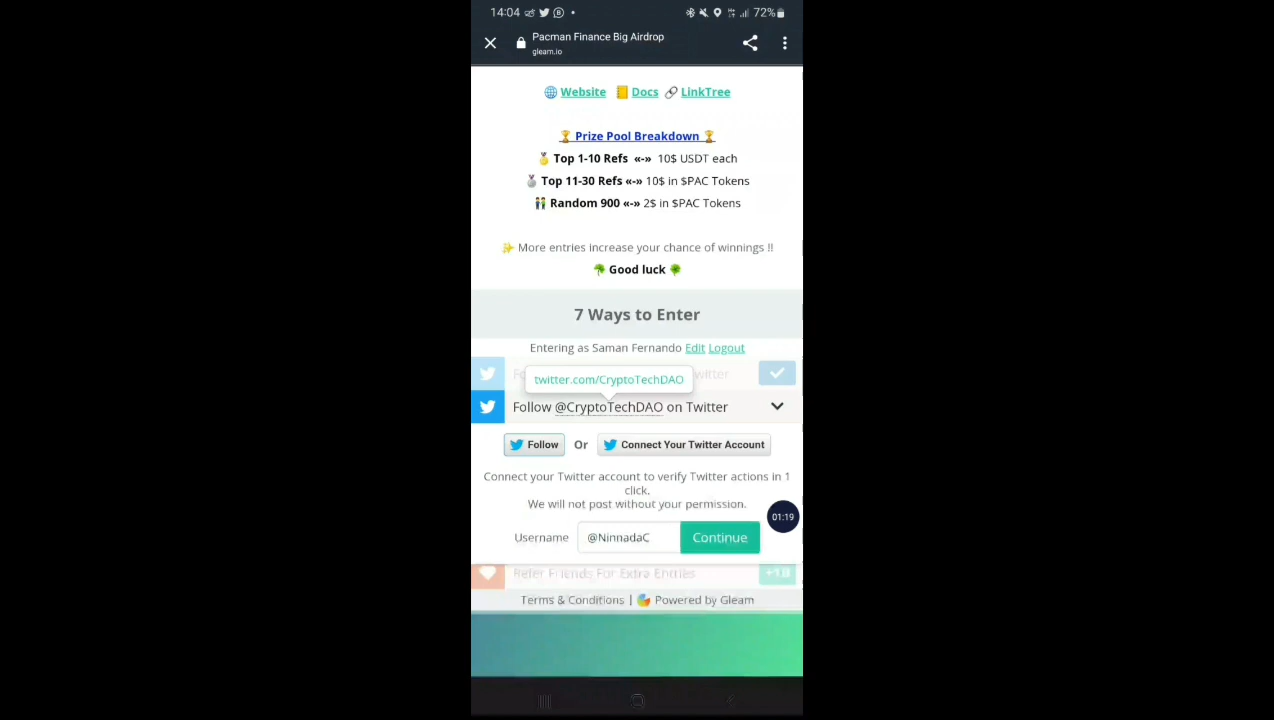 14:04 72%
Pacman Finance Big Airdrop
gleam.io
Website Docs LinkTree
Prize Pool Breakdown
Top 1-10 Refs «-» 10$ USDT each
Top 11-30 Refs «-» 10$ in $PAC Tokens
Random 900 «-» 2$ in $PAC Tokens
More entries increase your chance of winnings !!
Good luck
7 Ways to Enter
Entering as Saman Fernando Edit Logout
twitter.com/CryptoTechDAO
Follow @CryptoTechDAO on Twitter
Follow Or Connect Your Twitter Account
Connect your Twitter account to verify Twitter actions in 1
click.
We will not post without your permission.
01:19
Username @NinnadaC Continue
Refer Friends For Extra Entries +10
Terms & Conditions | Powered by Gleam